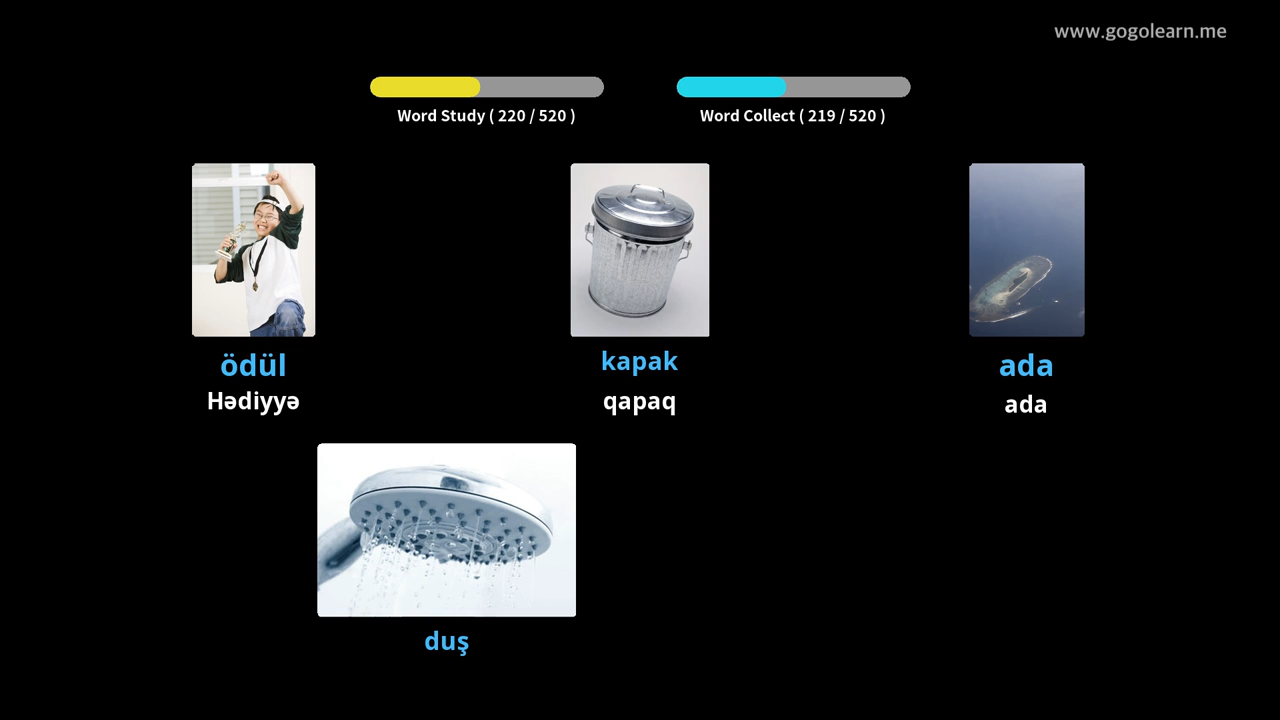 www.gogolearn.me
Word Study ( 220 / 520 )
Word Collect ( 219 / 520 )
ödül
Hədiyyə
kapak
qapaq
ada
ada
duş